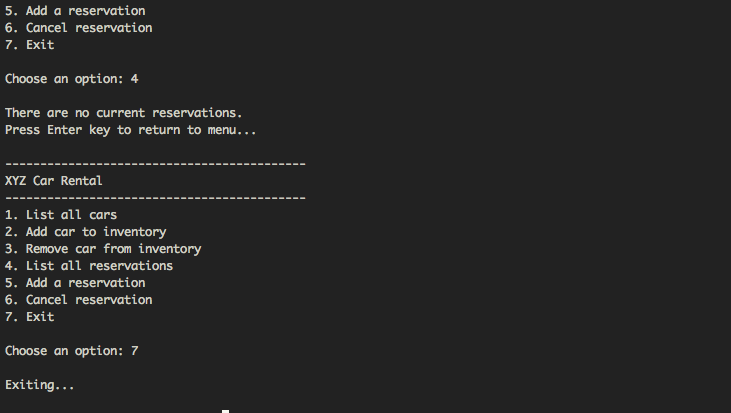 5. Add a reservation
6. Cancel reservation
7. Exit
Choose an option: 4
There are no current reservations.
Press Enter key to return to menu...
-------------------------------------------
XYZ Car Rental
-------------------------------------------
1. List all cars
2. Add car to inventory
3. Remove car from inventory
4. List all reservations
5. Add a reservation
6. Cancel reservation
7. Exit
Choose an option: 7
Exiting...